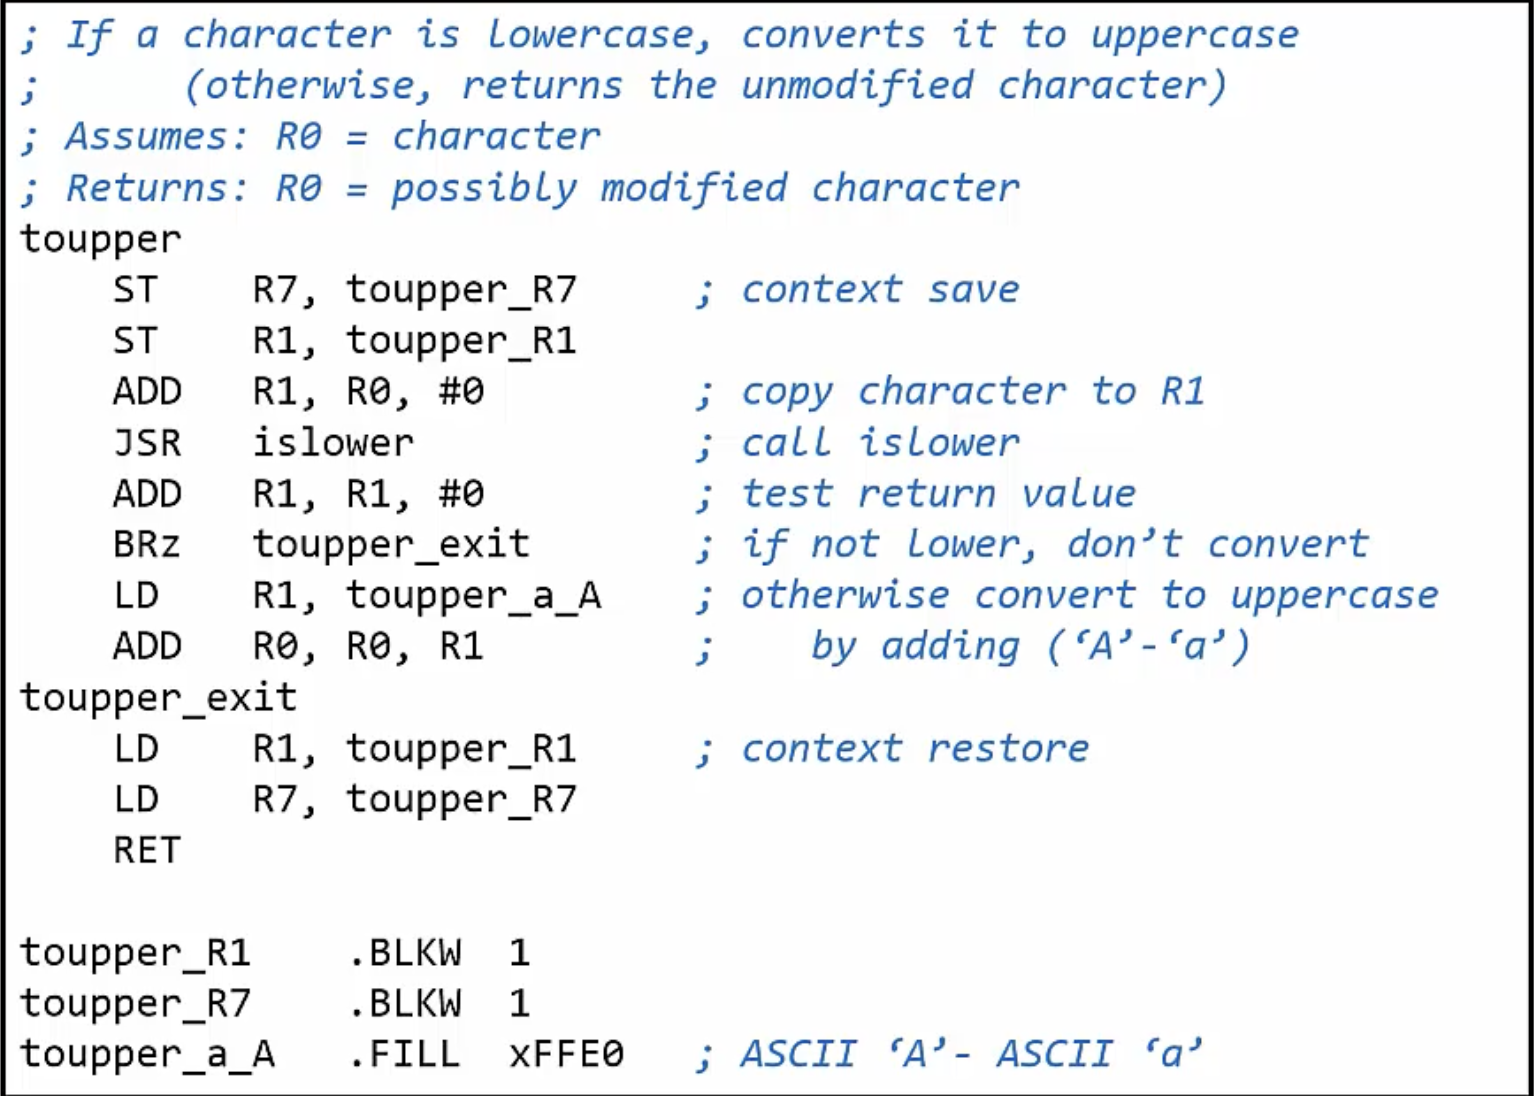 ; If a character is lowercase, converts it to uppercase
;      (otherwise, returns the unmodified character)
; Assumes: R0 = character
; Returns: R0 = possibly modified character
toupper
    ST    R7, toupper_R7     ; context save
    ST    R1, toupper_R1
    ADD   R1, R0, #0         ; copy character to R1
    JSR   islower            ; call islower
    ADD   R1, R1, #0         ; test return value
    BRz   toupper_exit       ; if not lower, don’t convert
    LD    R1, toupper_a_A    ; otherwise convert to uppercase
    ADD   R0, R0, R1         ;    by adding (‘A’-‘a’)
toupper_exit
    LD    R1, toupper_R1     ; context restore
    LD    R7, toupper_R7
    RET
toupper_R1    .BLKW  1
toupper_R7    .BLKW  1
toupper_a_A   .FILL  xFFE0   ; ASCII ‘A’- ASCII ‘a’